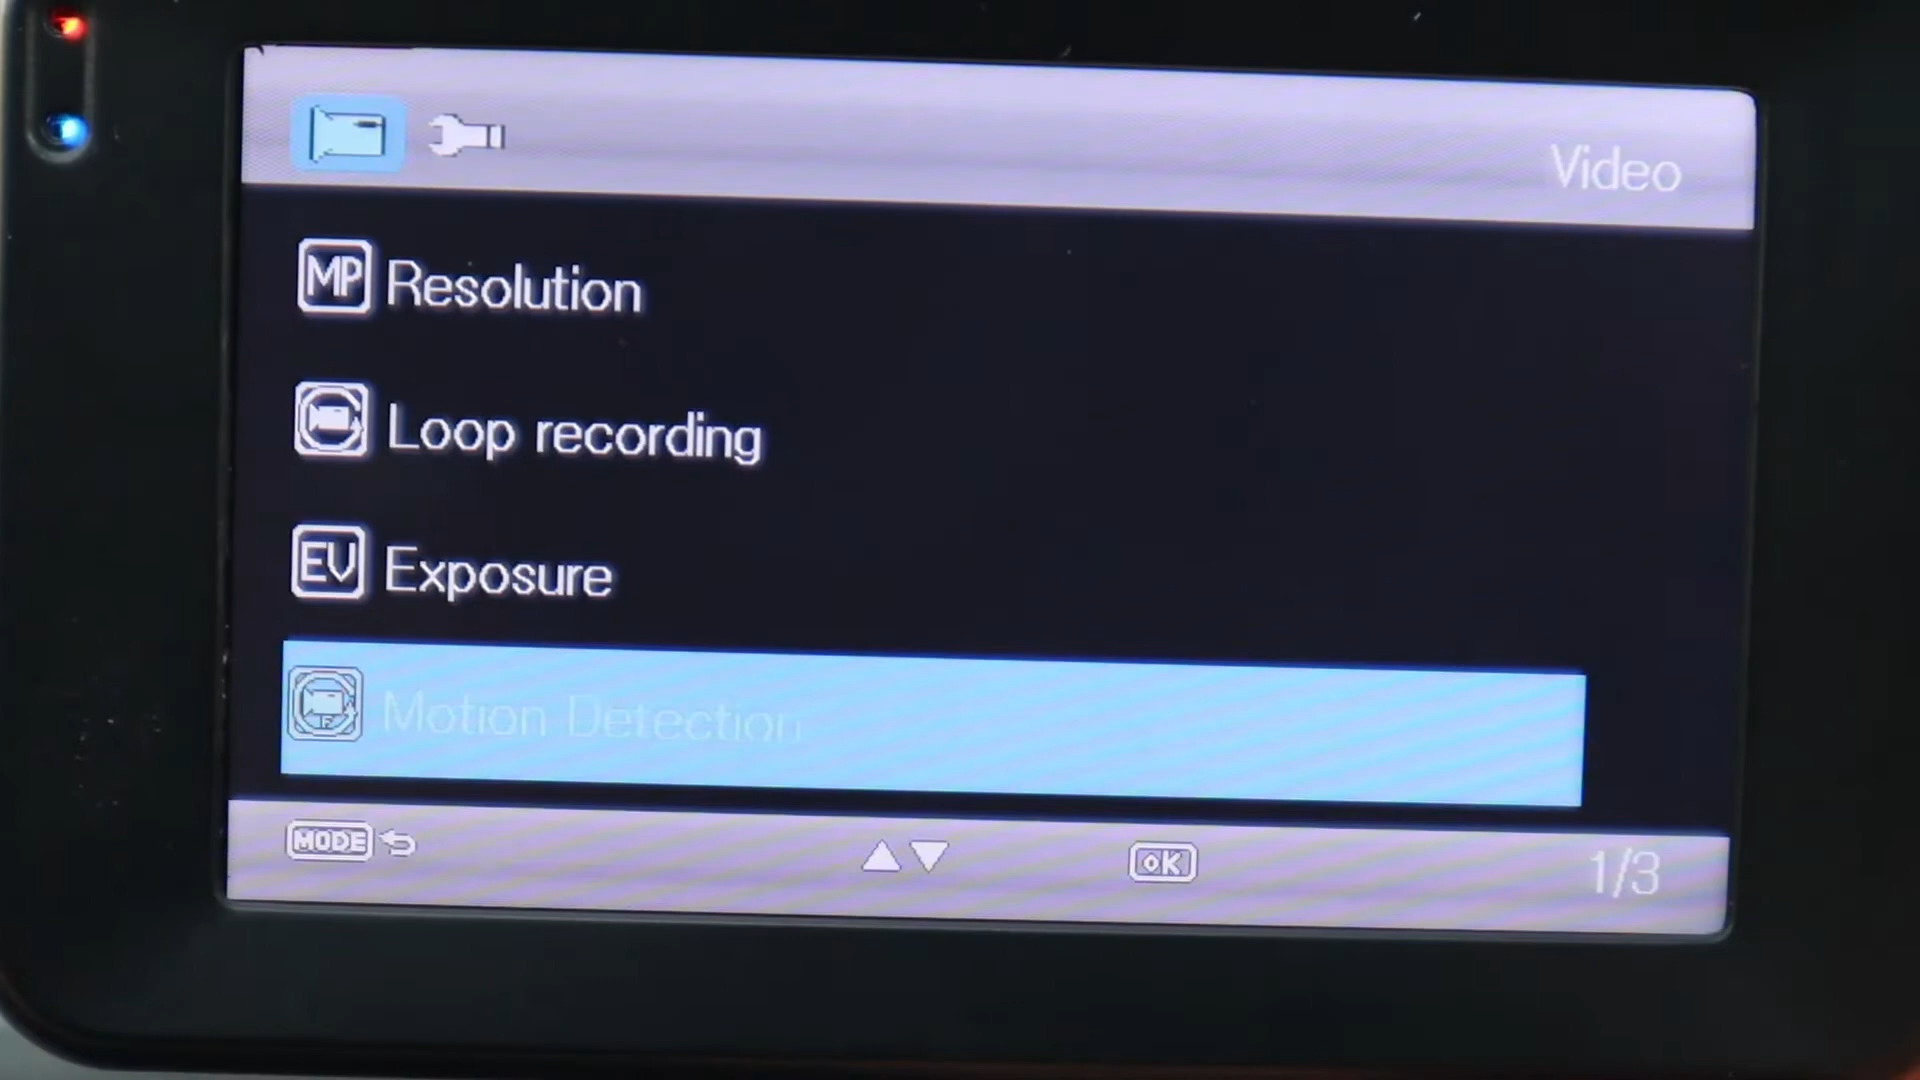 Video
MP Resolution
Loop recording
EV Exposure
Motion Detection
MODE OK 1/3